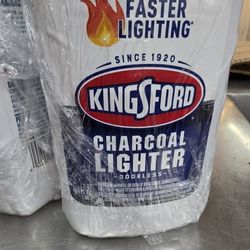 FASTER
LIGHTING*
SINCE 1920
KINGSFORD
CHARCOAL
LIGHTER
ODORLESS